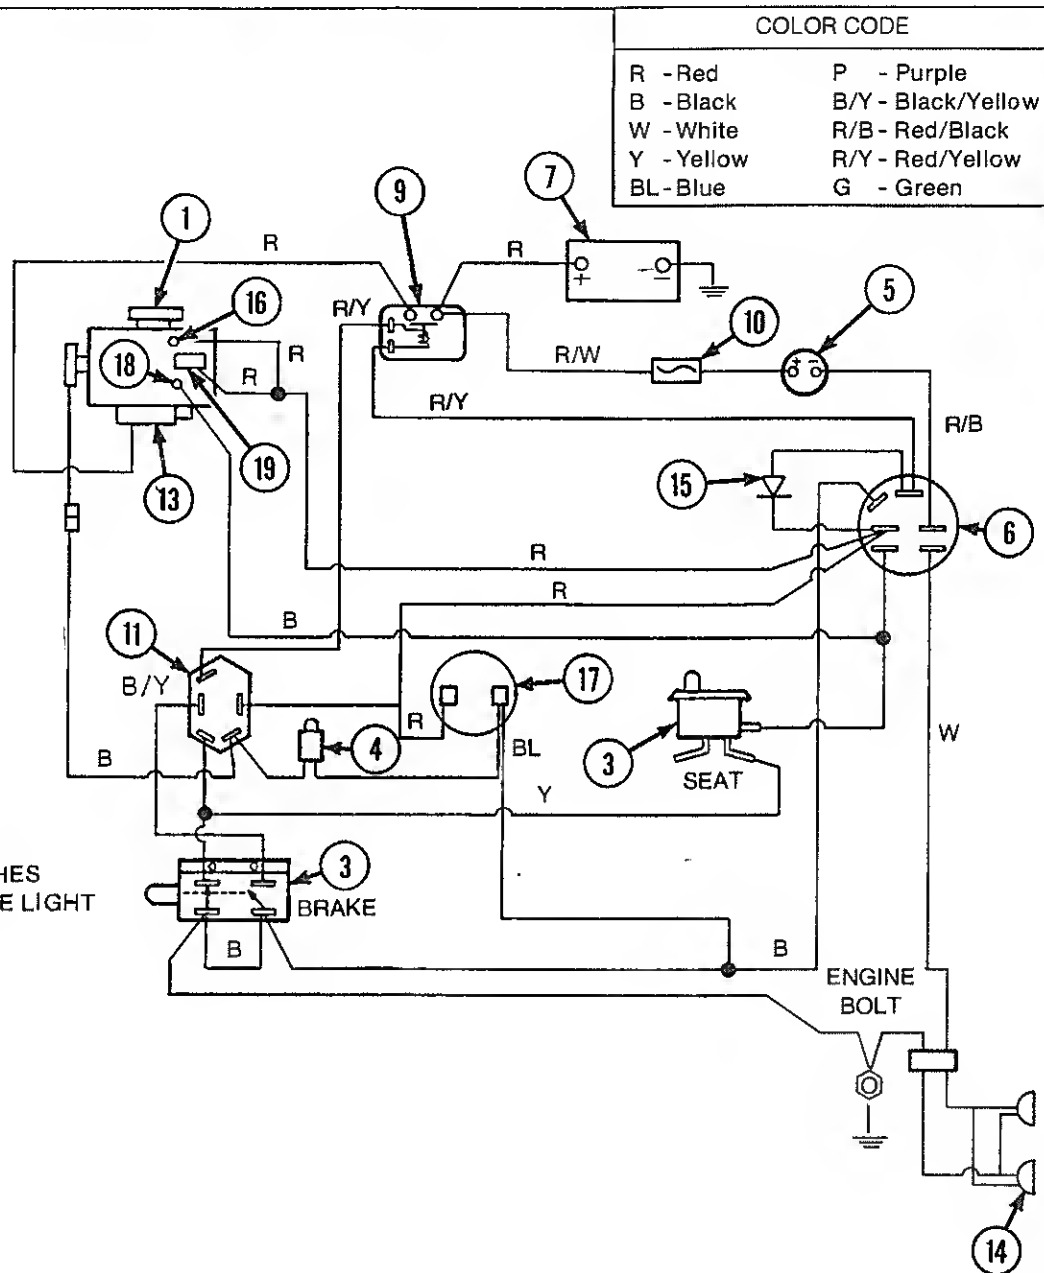 COLOR CODE
R - Red
P - Purple
B - Black
B/Y - Black/Yellow
W - White
R/B - Red/Black
Y - Yellow
R/Y - Red/Yellow
BL - Blue
G - Green
7
9
1
R
R
5
16
R/Y
10
R
18
R/W
R
R/Y
R/B
15
19
13
6
R
R
B
11
17
B/Y
R
BL
W
4
3
B
SEAT
Y
3
HES
E LIGHT
BRAKE
B
B
ENGINE
BOLT
14